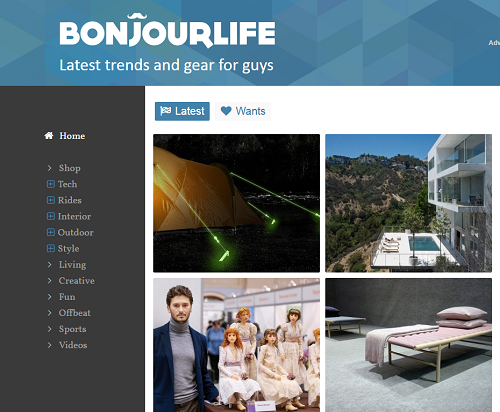 BONJOURLIFE
Latest trends and gear for guys
Latest
Wants
Home
Shop
Tech
Rides
Interior
Outdoor
Style
Living
Creative
Fun
Offbeat
Sports
Videos